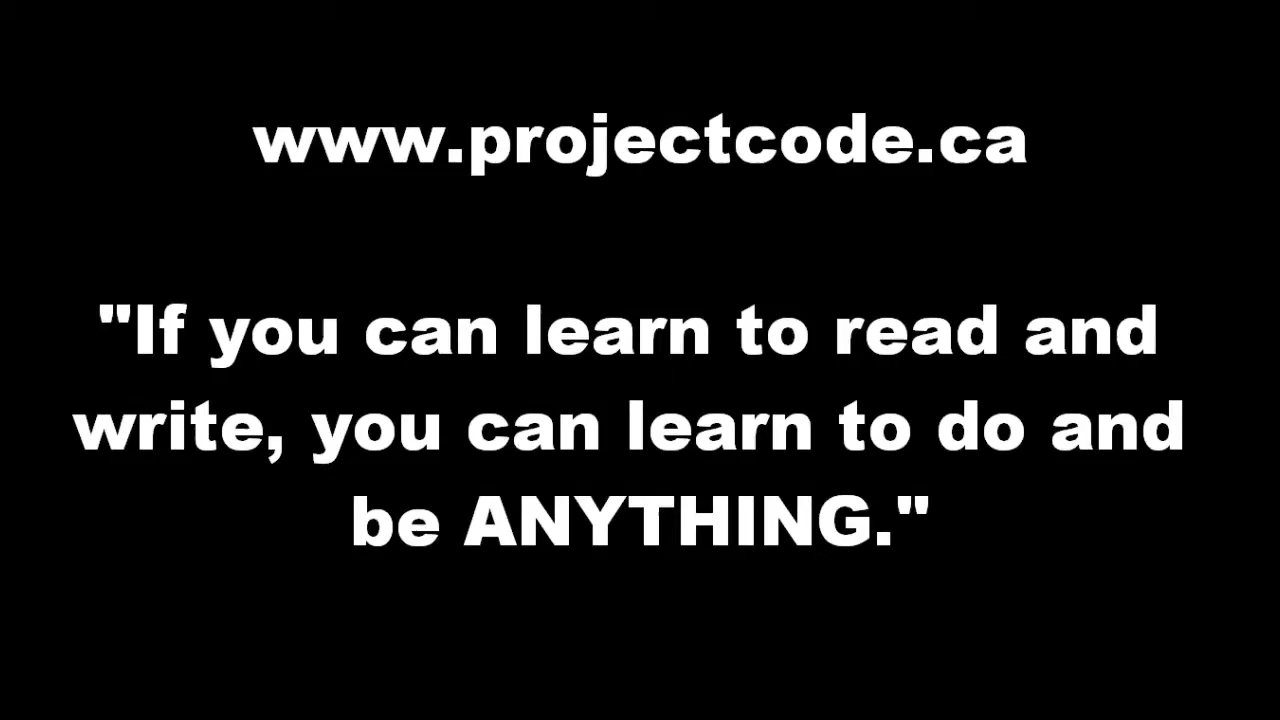 www.projectcode.ca
"If you can learn to read and
write, you can learn to do and
be ANYTHING."